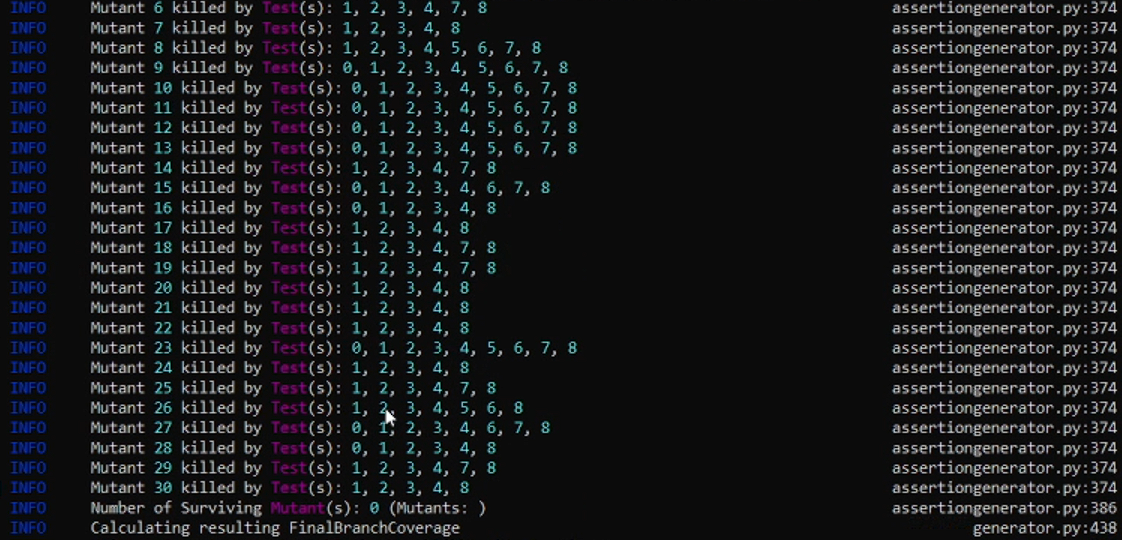 INFO Mutant 6 killed by Test(s): 1, 2, 3, 4, 7, 8 assertiongenerator.py:374
INFO Mutant 7 killed by Test(s): 1, 2, 3, 4, 8 assertiongenerator.py:374
INFO Mutant 8 killed by Test(s): 1, 2, 3, 4, 5, 6, 7, 8 assertiongenerator.py:374
INFO Mutant 9 killed by Test(s): 0, 1, 2, 3, 4, 5, 6, 7, 8 assertiongenerator.py:374
INFO Mutant 10 killed by Test(s): 0, 1, 2, 3, 4, 5, 6, 7, 8 assertiongenerator.py:374
INFO Mutant 11 killed by Test(s): 0, 1, 2, 3, 4, 5, 6, 7, 8 assertiongenerator.py:374
INFO Mutant 12 killed by Test(s): 0, 1, 2, 3, 4, 5, 6, 7, 8 assertiongenerator.py:374
INFO Mutant 13 killed by Test(s): 0, 1, 2, 3, 4, 5, 6, 7, 8 assertiongenerator.py:374
INFO Mutant 14 killed by Test(s): 1, 2, 3, 4, 7, 8 assertiongenerator.py:374
INFO Mutant 15 killed by Test(s): 0, 1, 2, 3, 4, 6, 7, 8 assertiongenerator.py:374
INFO Mutant 16 killed by Test(s): 0, 1, 2, 3, 4, 8 assertiongenerator.py:374
INFO Mutant 17 killed by Test(s): 1, 2, 3, 4, 8 assertiongenerator.py:374
INFO Mutant 18 killed by Test(s): 1, 2, 3, 4, 7, 8 assertiongenerator.py:374
INFO Mutant 19 killed by Test(s): 1, 2, 3, 4, 7, 8 assertiongenerator.py:374
INFO Mutant 20 killed by Test(s): 1, 2, 3, 4, 8 assertiongenerator.py:374
INFO Mutant 21 killed by Test(s): 1, 2, 3, 4, 8 assertiongenerator.py:374
INFO Mutant 22 killed by Test(s): 1, 2, 3, 4, 8 assertiongenerator.py:374
INFO Mutant 23 killed by Test(s): 0, 1, 2, 3, 4, 5, 6, 7, 8 assertiongenerator.py:374
INFO Mutant 24 killed by Test(s): 1, 2, 3, 4, 8 assertiongenerator.py:374
INFO Mutant 25 killed by Test(s): 1, 2, 3, 4, 7, 8 assertiongenerator.py:374
INFO Mutant 26 killed by Test(s): 1, 2, 3, 4, 5, 6, 8 assertiongenerator.py:374
INFO Mutant 27 killed by Test(s): 0, 1, 2, 3, 4, 6, 7, 8 assertiongenerator.py:374
INFO Mutant 28 killed by Test(s): 0, 1, 2, 3, 4, 8 assertiongenerator.py:374
INFO Mutant 29 killed by Test(s): 1, 2, 3, 4, 7, 8 assertiongenerator.py:374
INFO Mutant 30 killed by Test(s): 1, 2, 3, 4, 8 assertiongenerator.py:374
INFO Number of Surviving Mutant(s): 0 (Mutants: ) assertiongenerator.py:386
INFO Calculating resulting FinalBranchCoverage generator.py:438